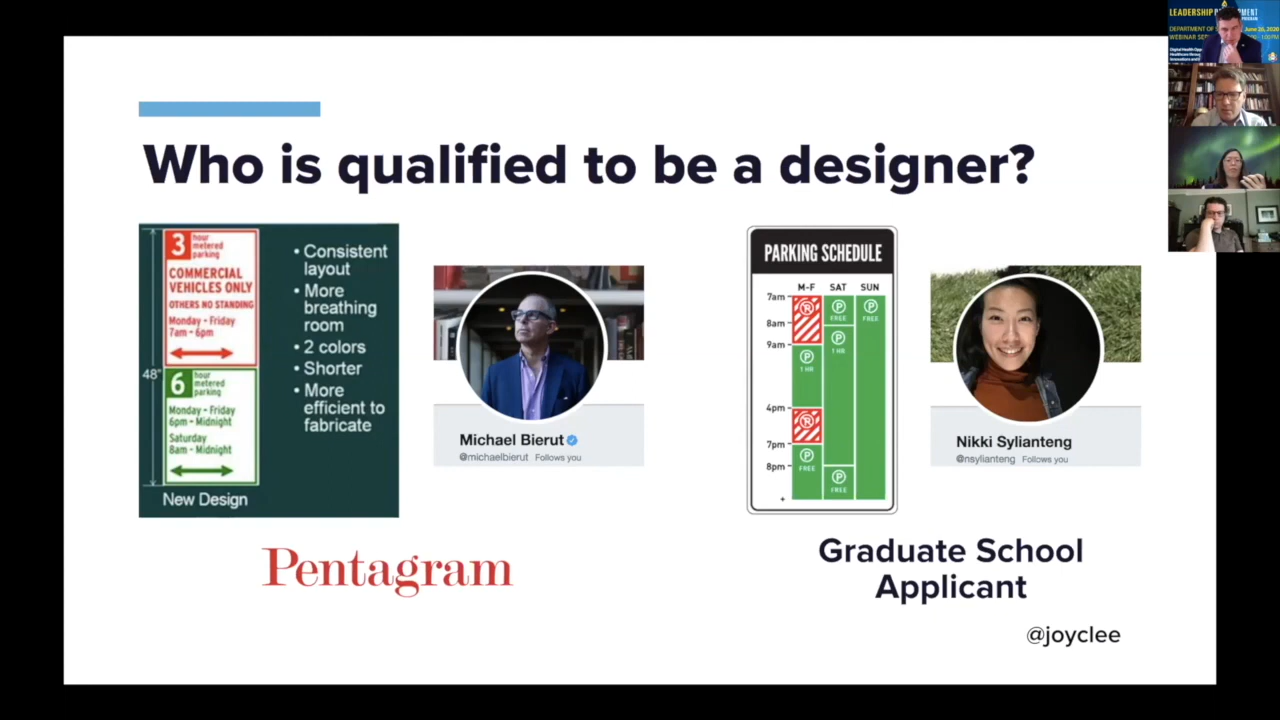 LEADERSHIP
Who is qualified to be a designer?
3
hour
metered
parking
COMMERCIAL
VEHICLES ONLY
OTHERS NO STANDING
Monday - Friday
7am - 6pm
48"
6
hour
metered
parking
Monday - Friday
6pm - Midnight
Saturday
8am - Midnight
New Design
• Consistent
layout
• More
breathing
room
• 2 colors
• Shorter
• More
efficient to
fabricate
Michael Bierut
@michaelbierut Follows you
Pentagram
PARKING SCHEDULE
M-F SAT SUN
7am
8am
9am
4pm
7pm
8pm
+
R
P
FREE
P
FREE
P
1 HR
P
1 HR
R
P
FREE
P
FREE
Nikki Sylianteng
@nsylianteng Follows you
Graduate School
Applicant
@joyclee